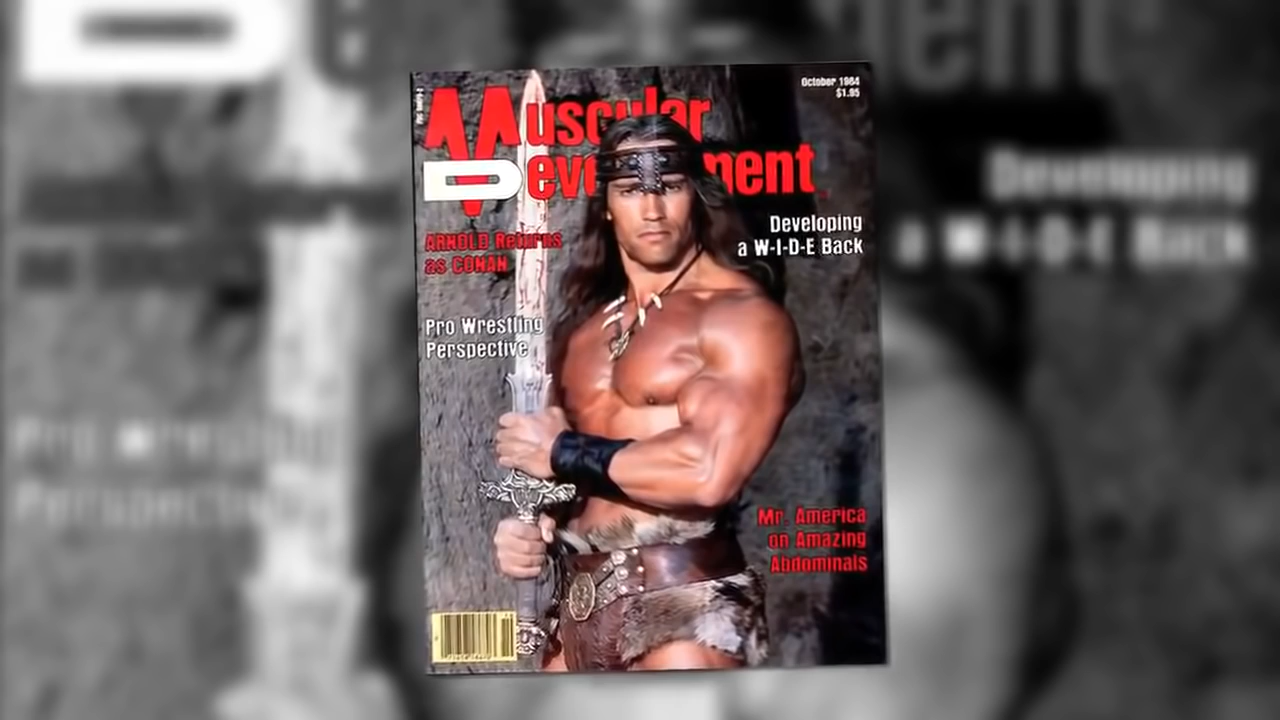 October 1984
$1.95
Muscular
Development
Developing
a W-I-D-E Back
ARNOLD Returns
as CONAN
Pro Wrestling
Perspective
Mr. America
on Amazing
Abdominals